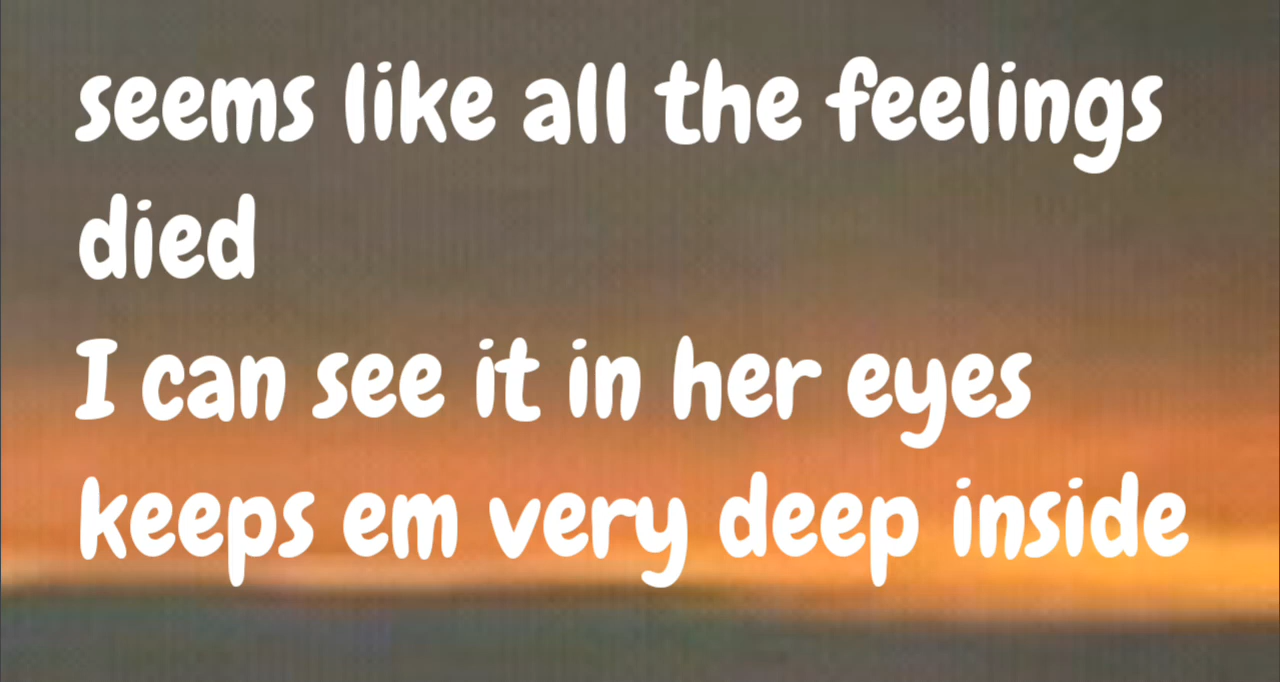 seems like all the feelings
died
I can see it in her eyes
keeps em very deep inside